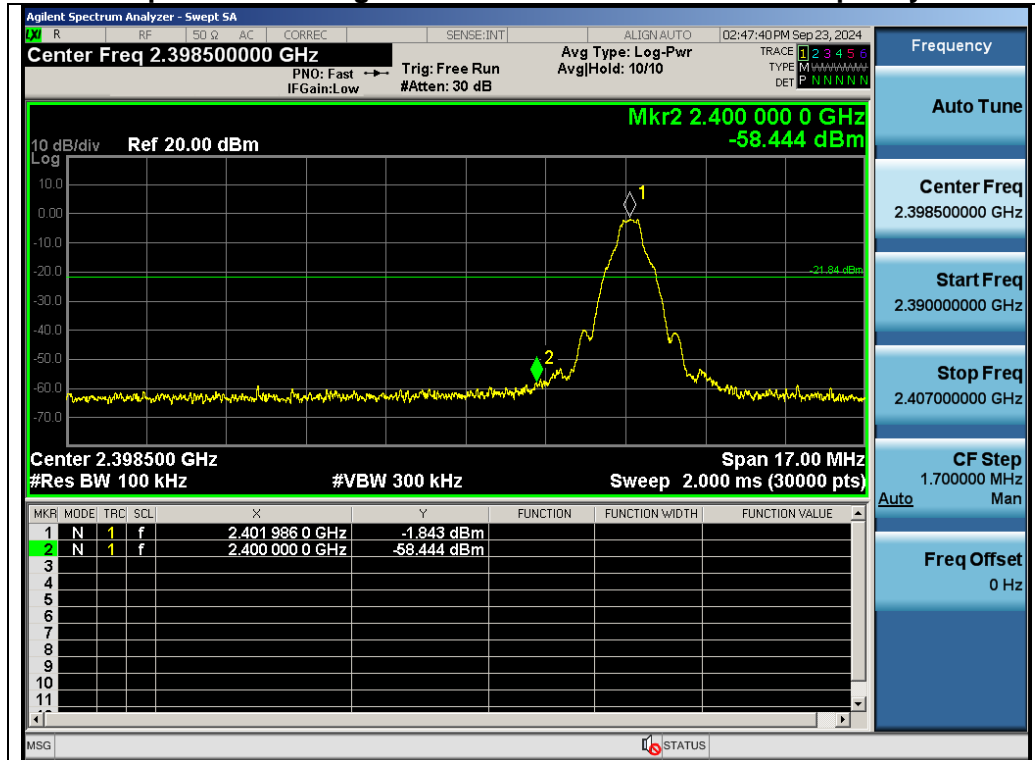 Agilent Spectrum Analyzer - Swept SA
LXI R RF 50 Ω AC CORREC SENSE:INT ALIGN AUTO 02:47:40 PM Sep 23, 2024
Center Freq 2.398500000 GHz
PNO: Fast
IFGain:Low
Trig: Free Run
#Atten: 30 dB
Avg Type: Log-Pwr
Avg|Hold: 10/10
TRACE 1 2 3 4 5 6
TYPE M WWWWW
DET P N N N N N
Mkr2 2.400 000 0 GHz
-58.444 dBm
10 dB/div Ref 20.00 dBm
Log
10.0
0.00
-10.0
-20.0
-30.0
-40.0
-50.0
-60.0
-70.0
1
2
-21.84 dBm
Center 2.398500 GHz Span 17.00 MHz
#Res BW 100 kHz #VBW 300 kHz Sweep 2.000 ms (30000 pts)
MKR MODE TRC SCL X Y FUNCTION FUNCTION WIDTH FUNCTION VALUE
1 N 1 f 2.401 986 0 GHz -1.843 dBm
2 N 1 f 2.400 000 0 GHz -58.444 dBm
3
4
5
6
7
8
9
10
11
MSG STATUS
Frequency
Auto Tune
Center Freq
2.398500000 GHz
Start Freq
2.390000000 GHz
Stop Freq
2.407000000 GHz
CF Step
1.700000 MHz
Auto Man
Freq Offset
0 Hz